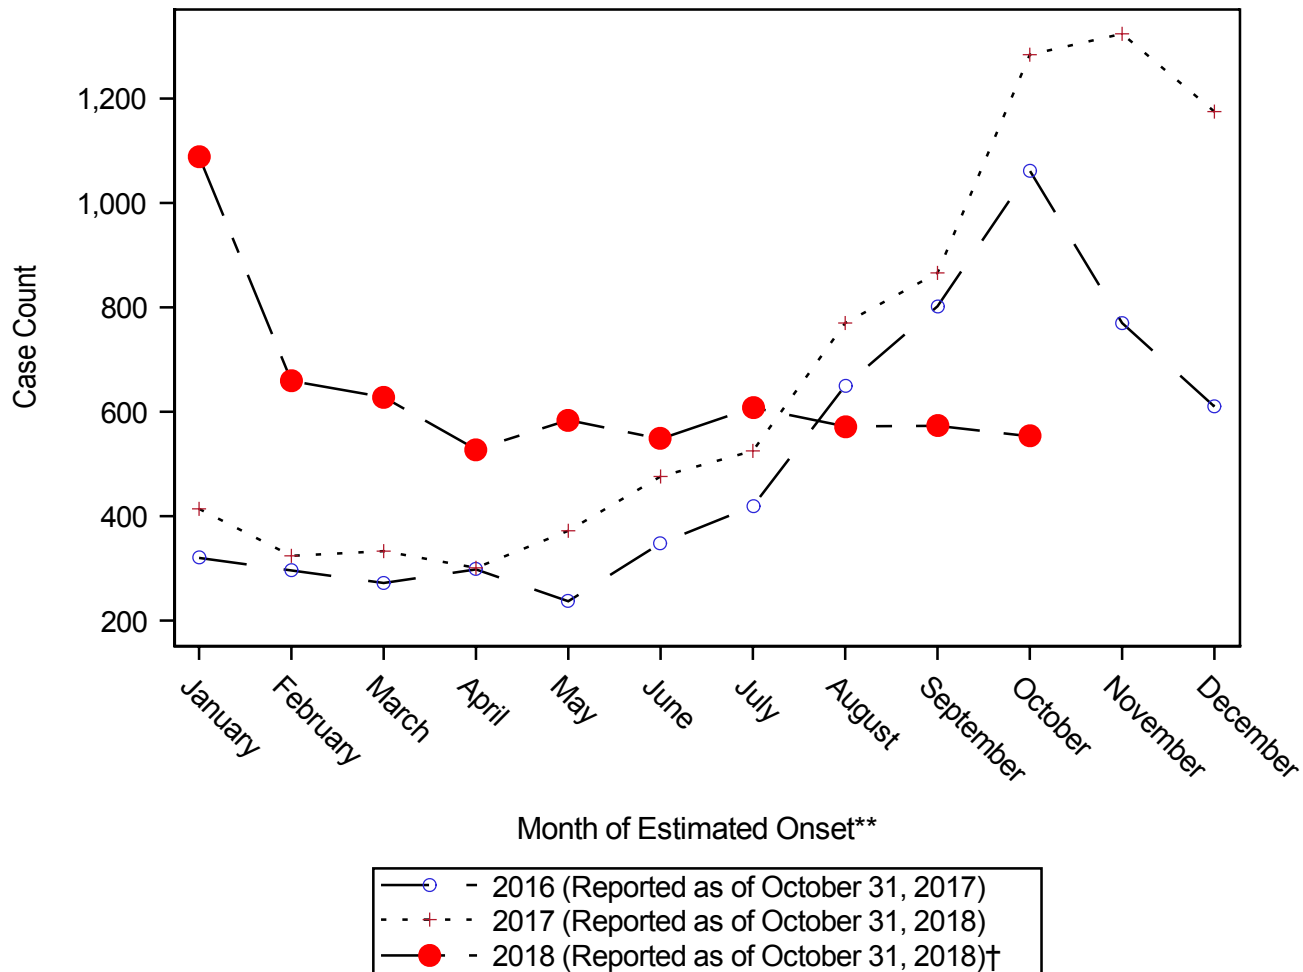 1,200
1,000
800
600
400
200
Case Count
January
February
March
April
May
June
July
August
September
October
November
December
Month of Estimated Onset**
2016 (Reported as of October 31, 2017)
2017 (Reported as of October 31, 2018)
2018 (Reported as of October 31, 2018)†